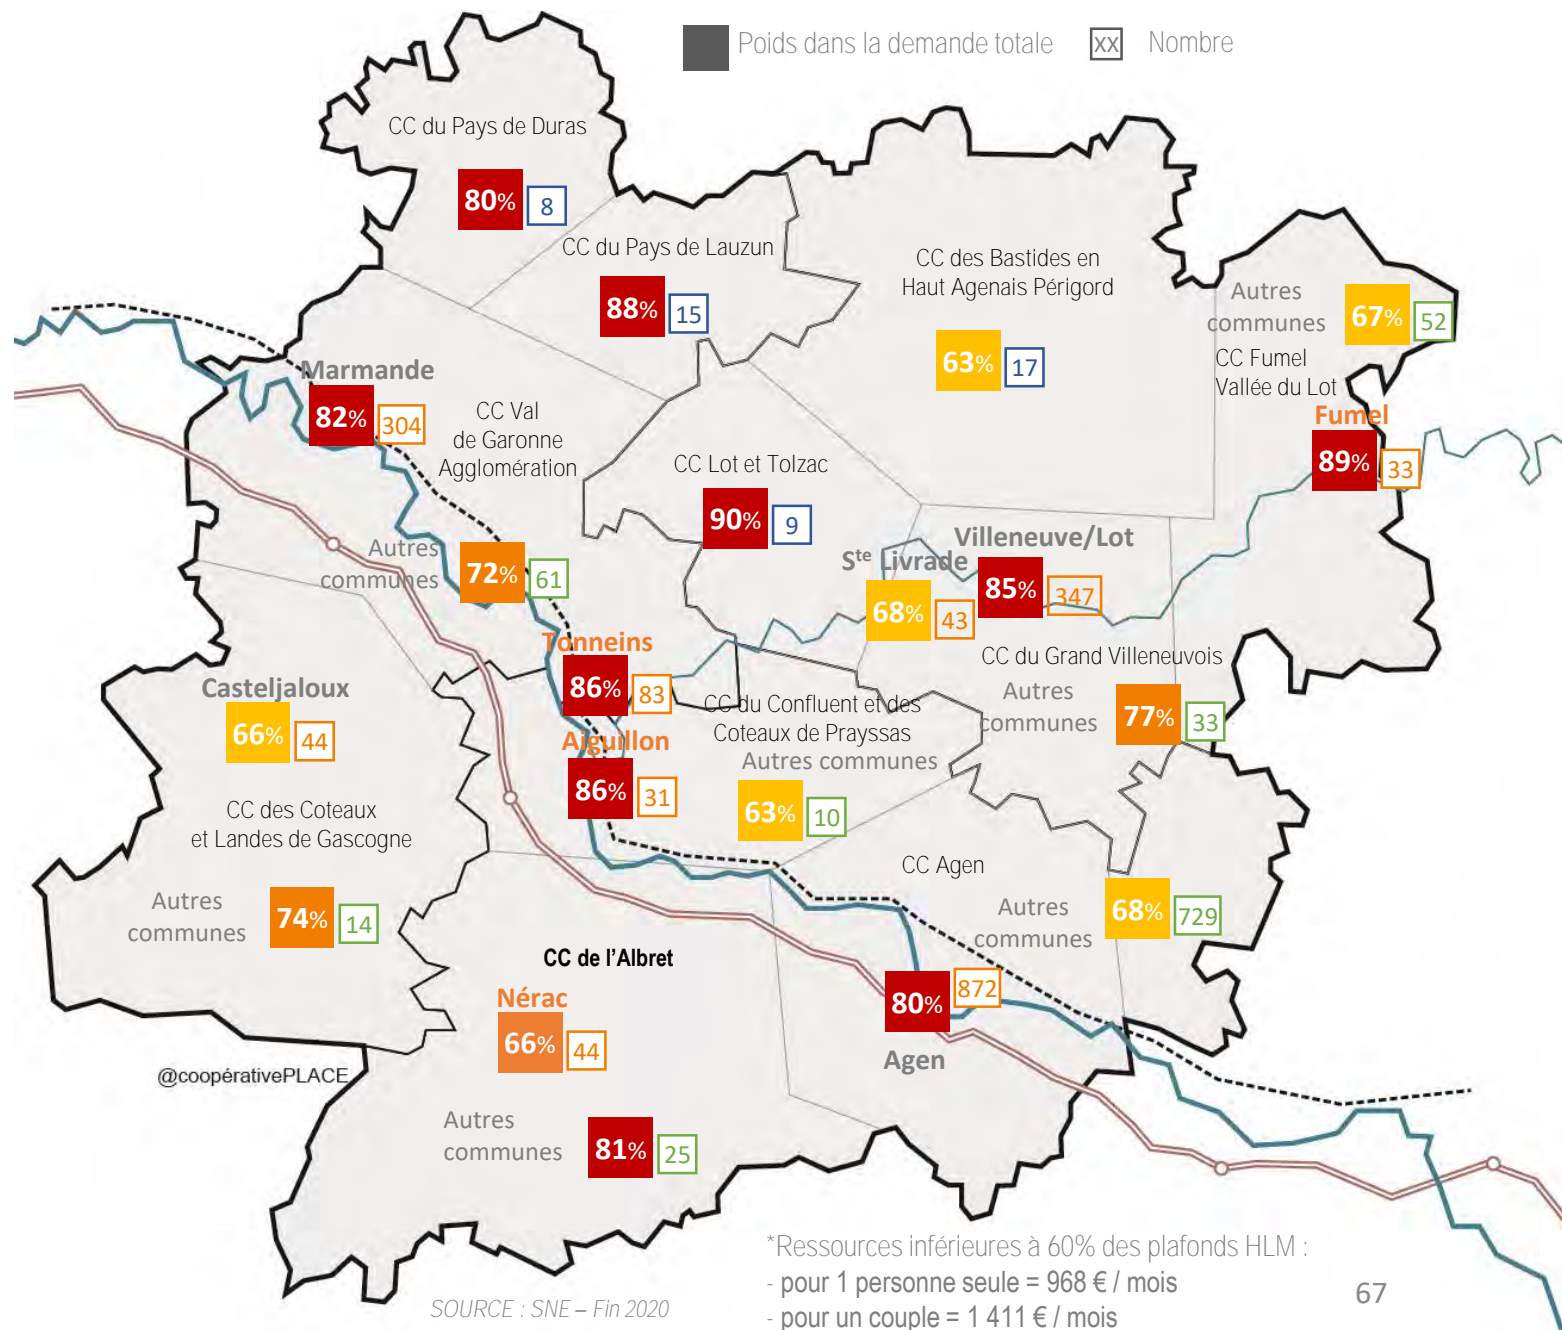 Poids dans la demande totale
XX Nombre
CC du Pays de Duras
80% 8
CC du Pays de Lauzun
88% 15
CC des Bastides en
Haut Agenais Périgord
63% 17
Autres
communes
67% 52
CC Fumel
Vallée du Lot
Fumel
89% 33
Marmande
82% 304
CC Val
de Garonne
Agglomération
Autres
communes
72% 61
CC Lot et Tolzac
90% 9
Villeneuve/Lot
85% 347
Ste Livrade
68% 43
CC du Grand Villeneuvois
Autres
communes
77% 33
Tonneins
86% 83
Aiguillon
86% 31
CC du Confluent et des
Coteaux de Prayssas
Autres communes
63% 10
Casteljaloux
66% 44
CC des Coteaux
et Landes de Gascogne
Autres
communes
74% 14
CC Agen
Autres
communes
68% 729
80% 872
Agen
CC de l’Albret
Nérac
66% 44
Autres
communes
81% 25
@coopérativePLACE
*Ressources inférieures à 60% des plafonds HLM :
- pour 1 personne seule = 968 € / mois
- pour un couple = 1 411 € / mois
SOURCE : SNE – Fin 2020
67